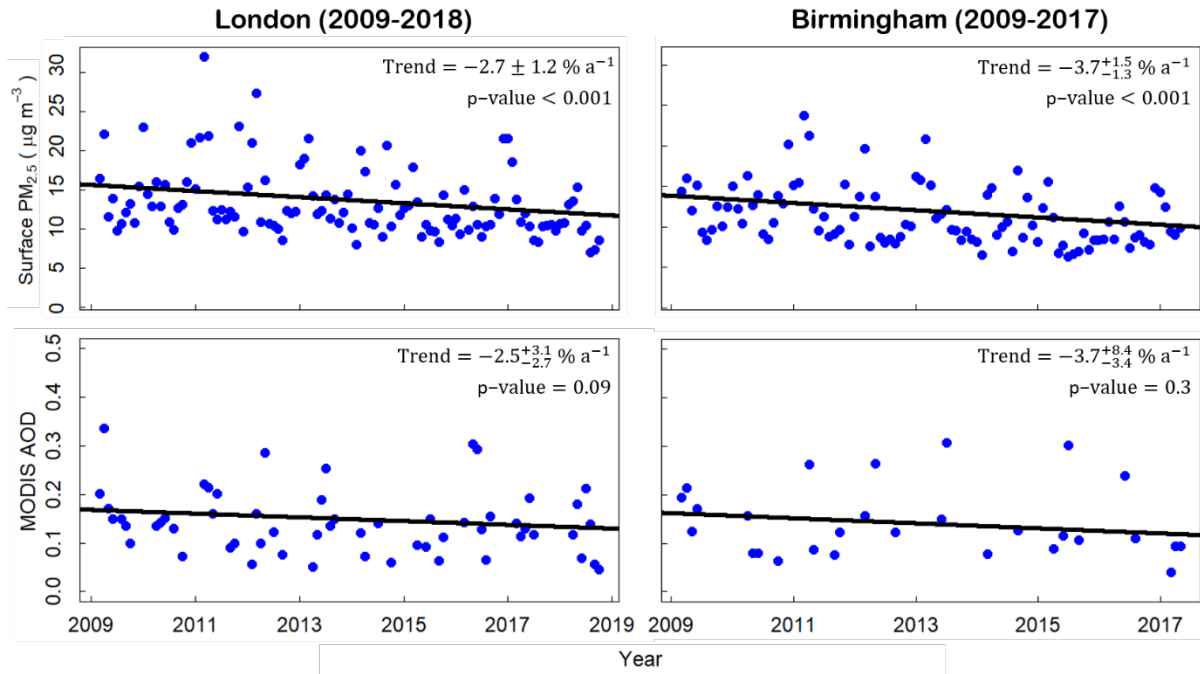 London (2009-2018)
Birmingham (2009-2017)
Surface PM₂.₅ ( µg m⁻³ )
30
25
20
15
10
5
0
Trend = −2.7 ± 1.2 % a⁻¹
p−value < 0.001
Trend = −3.7 +1.5 −1.3 % a⁻¹
p−value < 0.001
MODIS AOD
0.5
0.4
0.3
0.2
0.1
0.0
Trend = −2.5 +3.1 −2.7 % a⁻¹
p−value = 0.09
Trend = −3.7 +8.4 −3.4 % a⁻¹
p−value = 0.3
2009 2011 2013 2015 2017 2019
2009 2011 2013 2015 2017
Year